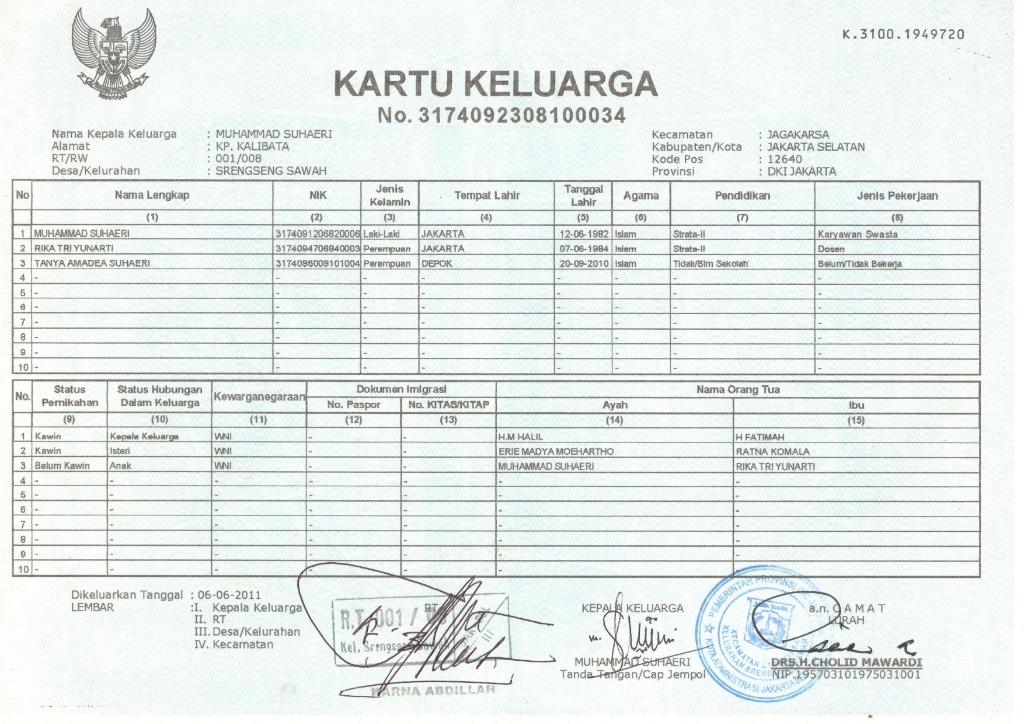 K.3100.1949720
KARTU KELUARGA
No. 3174092308100034
Nama Kepala Keluarga : MUHAMMAD SUHAERI
Alamat : KP. KALIBATA
RT/RW : 001/008
Desa/Kelurahan : SRENGSENG SAWAH
Kecamatan : JAGAKARSA
Kabupaten/Kota : JAKARTA SELATAN
Kode Pos : 12640
Provinsi : DKI JAKARTA
No Nama Lengkap NIK Jenis Kelamin Tempat Lahir Tanggal Lahir Agama Pendidikan Jenis Pekerjaan
(1) (2) (3) (4) (5) (6) (7) (8)
1 MUHAMMAD SUHAERI 3174091206820006 Laki-Laki JAKARTA 12-06-1982 Islam Strata-II Karyawan Swasta
2 RIKA TRI YUNARTI 3174094706840003 Perempuan JAKARTA 07-06-1984 Islam Strata-II Dosen
3 TANYA AMADEA SUHAERI 3174096009101004 Perempuan DEPOK 20-09-2010 Islam Tidak/Blm Sekolah Belum/Tidak Bekerja
4 - - - - - - - -
5 - - - - - - - -
6 - - - - - - - -
7 - - - - - - - -
8 - - - - - - - -
9 - - - - - - - -
10 - - - - - - - -
No. Status Pernikahan Status Hubungan Dalam Keluarga Kewarganegaraan Dokumen Imigrasi Nama Orang Tua
No. Paspor No. KITAS/KITAP Ayah Ibu
(9) (10) (11) (12) (13) (14) (15)
1 Kawin Kepala Keluarga WNI - - H.M HALIL H FATIMAH
2 Kawin Isteri WNI - - ERIE MADYA MOEHARTHO RATNA KOMALA
3 Belum Kawin Anak WNI - - MUHAMMAD SUHAERI RIKA TRI YUNARTI
4 - - - - - - -
5 - - - - - - -
6 - - - - - - -
7 - - - - - - -
8 - - - - - - -
9 - - - - - - -
10 - - - - - - -
Dikeluarkan Tanggal : 06-06-2011
LEMBAR : I. Kepala Keluarga
II. RT
III. Desa/Kelurahan
IV. Kecamatan
RT
R.T. 001 /
Kel. Srengseng
KARNA ABDILLAH
KEPALA KELUARGA
MUHAMMAD SUHAERI
Tanda Tangan/Cap Jempol
a.n. C A M A T
LURAH
PEMERINTAH PROVINSI
KECAMATAN
KELURAHAN
KOTA ADMINISTRASI JAKARTA
DRS.H.CHOLID MAWARDI
NIP.195703101975031001